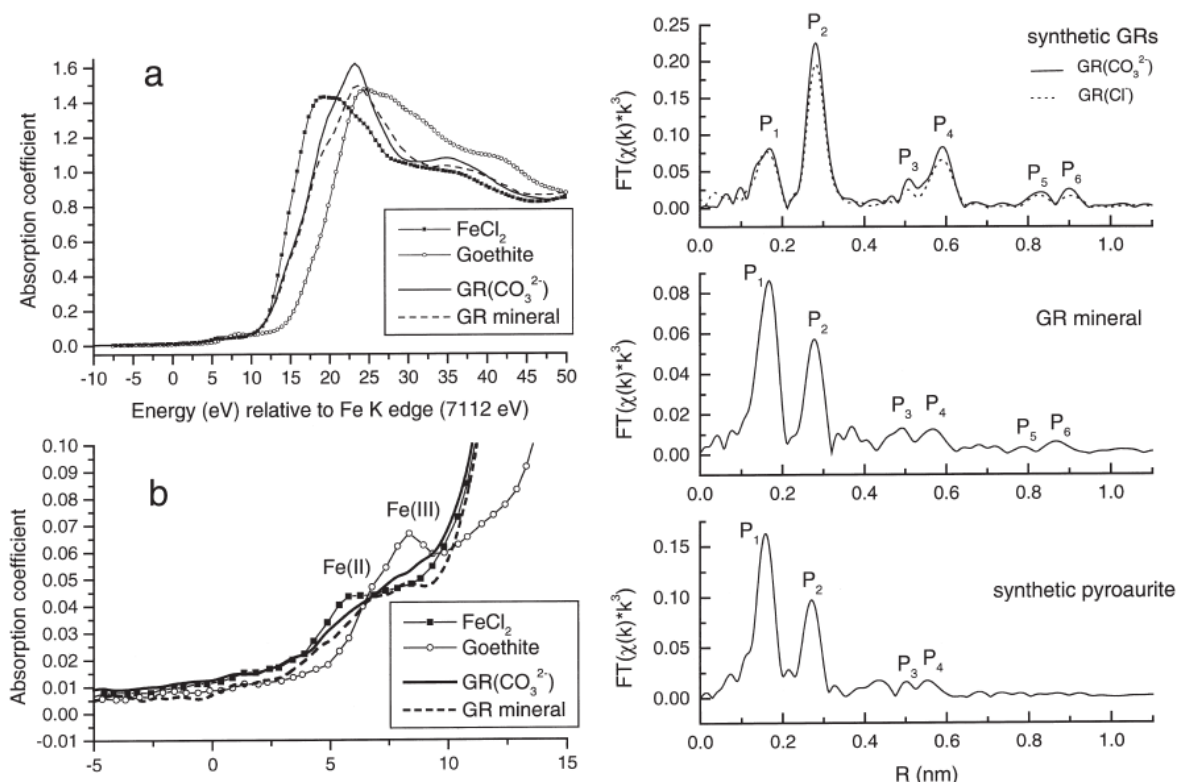 a
Absorption coefficient
1.6
1.4
1.2
1.0
0.8
0.6
0.4
0.2
0.0
FeCl₂
Goethite
GR(CO₃²⁻)
GR mineral
-10 -5 0 5 10 15 20 25 30 35 40 45 50
Energy (eV) relative to Fe K edge (7112 eV)
b
Absorption coefficient
0.10
0.09
0.08
0.07
0.06
0.05
0.04
0.03
0.02
0.01
0.00
-0.01
Fe(III)
Fe(II)
FeCl₂
Goethite
GR(CO₃²⁻)
GR mineral
-5 0 5 10 15
synthetic GRs
GR(CO₃²⁻)
GR(Cl⁻)
FT(χ(k)*k³)
0.25
0.20
0.15
0.10
0.05
0.00
P₁ P₂ P₃ P₄ P₅ P₆
0.0 0.2 0.4 0.6 0.8 1.0
GR mineral
FT(χ(k)*k³)
0.08
0.06
0.04
0.02
0.00
P₁ P₂ P₃ P₄ P₅ P₆
0.0 0.2 0.4 0.6 0.8 1.0
synthetic pyroaurite
FT(χ(k)*k³)
0.15
0.10
0.05
0.00
P₁ P₂ P₃ P₄
0.0 0.2 0.4 0.6 0.8 1.0
R (nm)